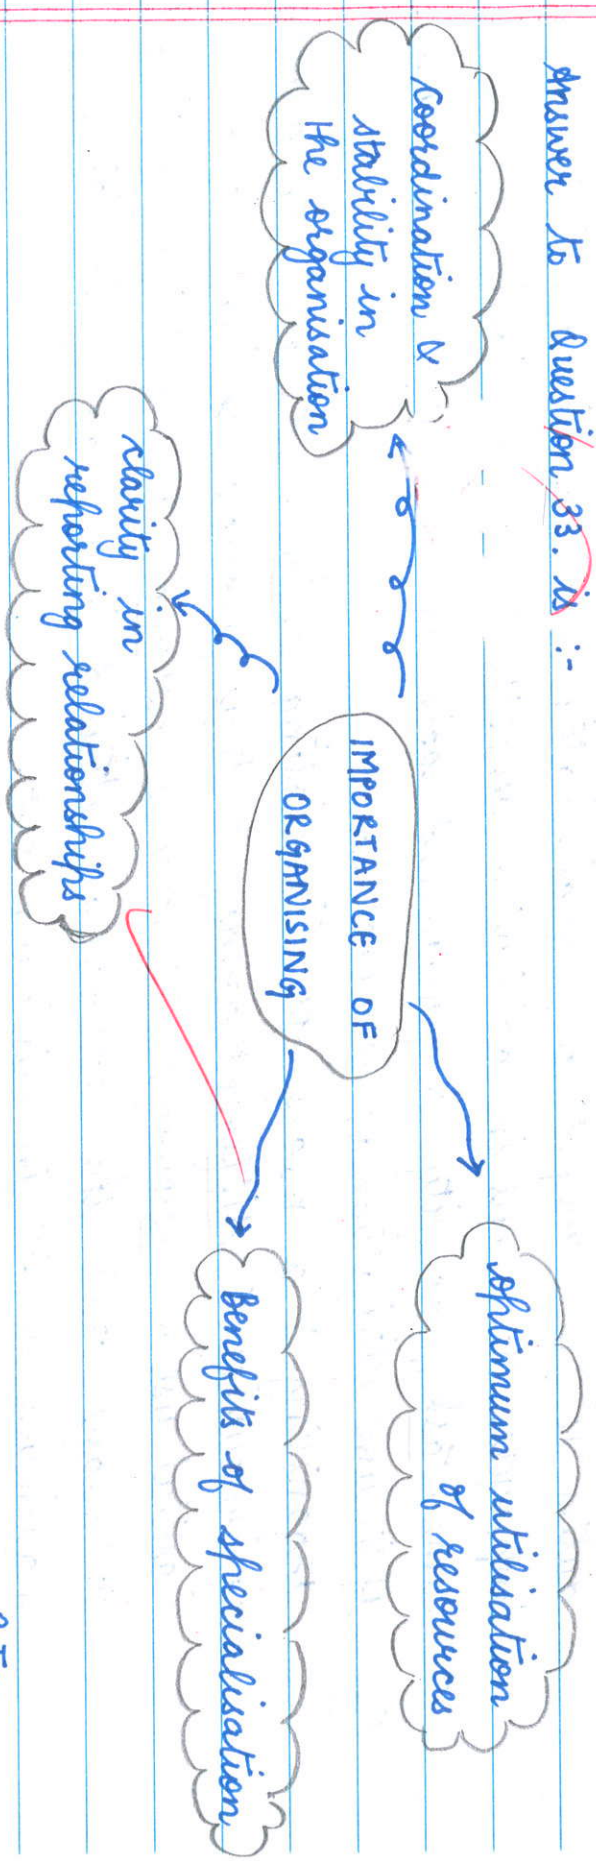 Answer to Question 33. is :-
Coordination &
stability in
the organisation
optimum utilisation
of resources
IMPORTANCE OF
ORGANISING
clarity in
reporting relationships
Benefits of specialisation